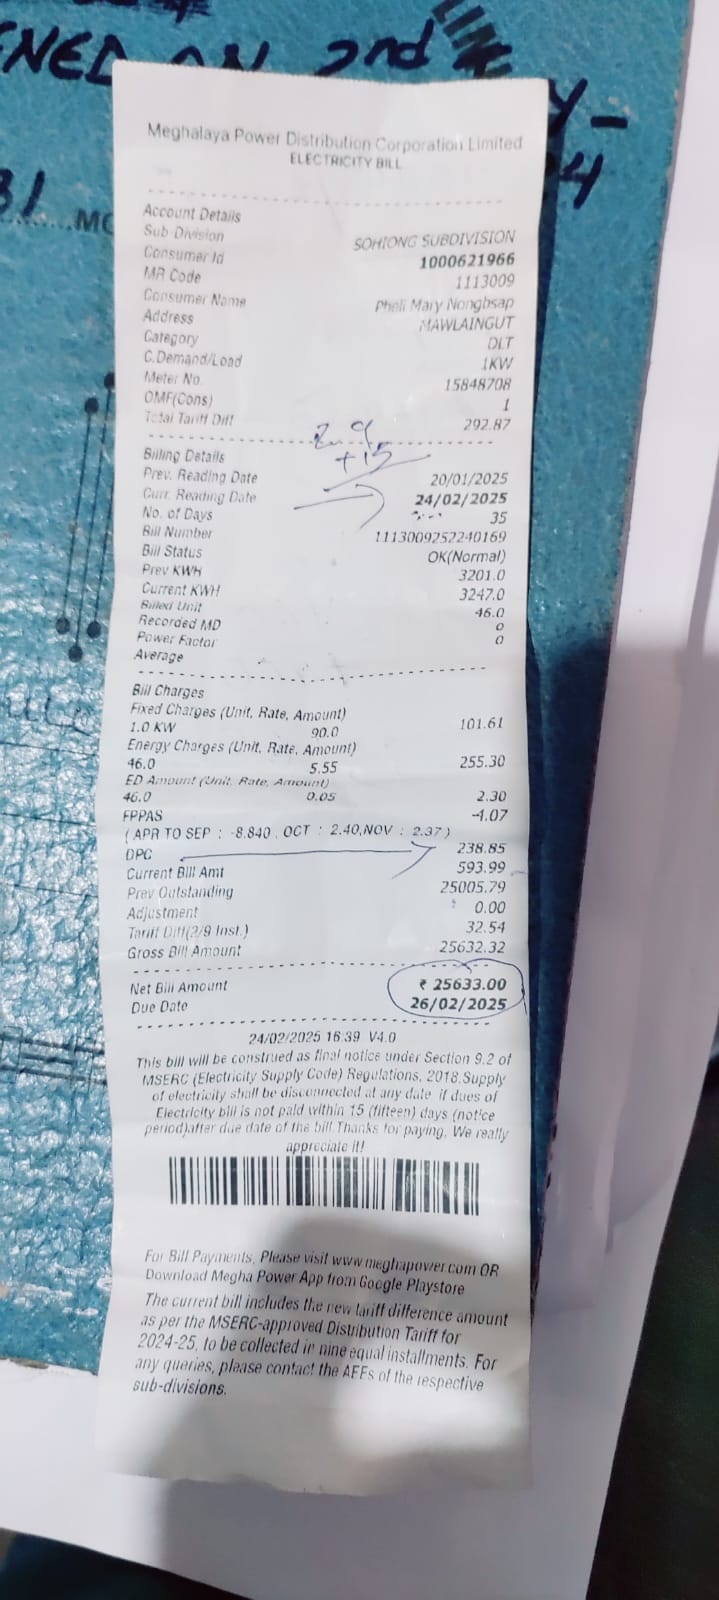 2nd
Meghalaya Power Distribution Corporation Limited
ELECTRICITY BILL
Account Details
Sub Division SOHIONG SUBDIVISION
Consumer Id 1000621966
MR Code 1113009
Consumer Name Pheli Mary Nongbsap
Address MAWLAINGUT
Category DLT
C.Demand/Load 1KW
Meter No. 15848708
OMF(Cons) 1
Total Tariff Diff 292.87
+15
Billing Details
Prev. Reading Date 20/01/2025
Curr. Reading Date 24/02/2025
No. of Days 35
Bill Number 1113009252240169
Bill Status OK(Normal)
Prev KWH 3201.0
Current KWH 3247.0
Billed Unit 46.0
Recorded MD 0
Power Factor 0
Average
Bill Charges
Fixed Charges (Unit, Rate, Amount)
1.0 KW 90.0 101.61
Energy Charges (Unit, Rate, Amount)
46.0 5.55 255.30
ED Amount (Unit, Rate, Amount)
46.0 0.05 2.30
FPPAS -4.07
( APR TO SEP : -8.840 , OCT : 2.40,NOV : 2.37 )
DPC 238.85
Current Bill Amt 593.99
Prev Outstanding 25005.79
Adjustment 0.00
Tariff Diff(2/9 Inst.) 32.54
Gross Bill Amount 25632.32
Net Bill Amount ₹ 25633.00
Due Date 26/02/2025
24/02/2025 16:39 V4.0
This bill will be construed as final notice under Section 9.2 of
MSERC (Electricity Supply Code) Regulations, 2018.Supply
of electricity shall be disconnected at any date if dues of
Electricity bill is not paid within 15 (fifteen) days (notice
period)after due date of the bill.Thanks for paying, We really
appreciate it!
For Bill Payments, Please visit www.meghapower.com OR
Download Megha Power App from Google Playstore
The current bill includes the new tariff difference amount
as per the MSERC-approved Distribution Tariff for
2024-25, to be collected in nine equal installments. For
any queries, please contact the AEEs of the respective
sub-divisions.